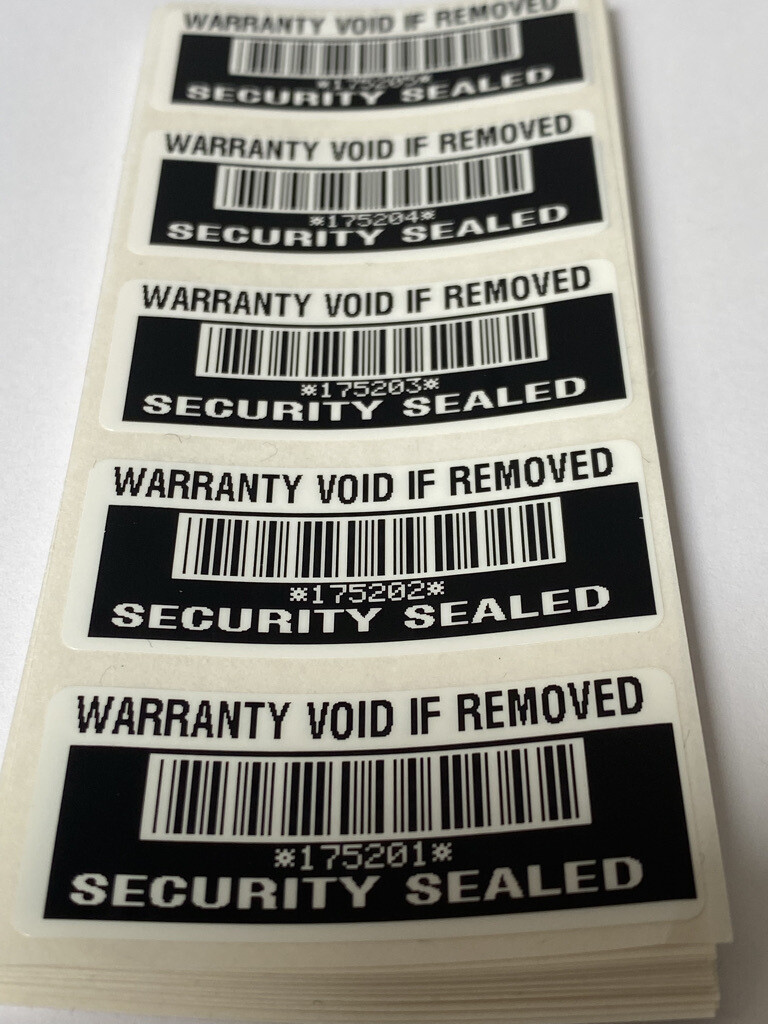 WARRANTY VOID IF REMOVED
*175205*
SECURITY SEALED
WARRANTY VOID IF REMOVED
*175204*
SECURITY SEALED
WARRANTY VOID IF REMOVED
*175203*
SECURITY SEALED
WARRANTY VOID IF REMOVED
*175202*
SECURITY SEALED
WARRANTY VOID IF REMOVED
*175201*
SECURITY SEALED